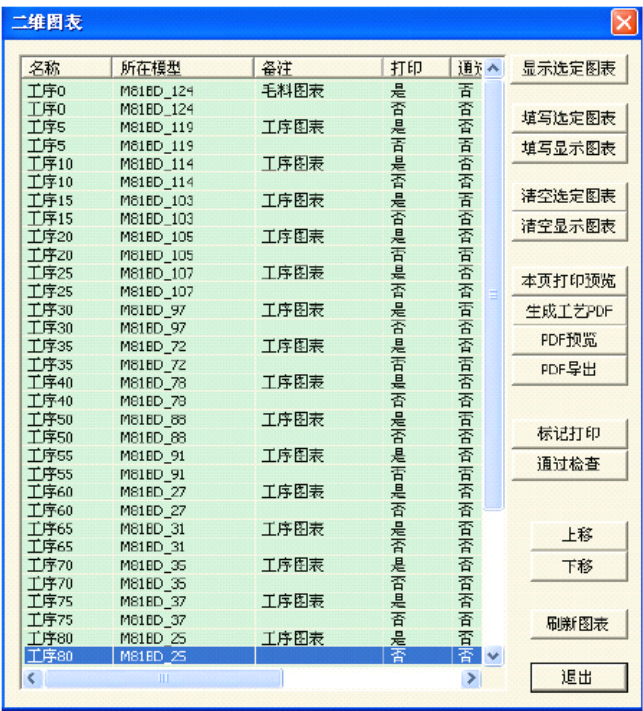 二维图表
名称 所在模型 备注 打印 通过
工序0 M81BD_124 毛料图表 是 否
工序0 M81BD_124 否 否
工序5 M81BD_119 工序图表 是 否
工序5 M81BD_119 否 否
工序10 M81BD_114 工序图表 是 否
工序10 M81BD_114 否 否
工序15 M81BD_103 工序图表 是 否
工序15 M81BD_103 否 否
工序20 M81BD_105 工序图表 是 否
工序20 M81BD_105 否 否
工序25 M81BD_107 工序图表 是 否
工序25 M81BD_107 否 否
工序30 M81BD_97 工序图表 是 否
工序30 M81BD_97 否 否
工序35 M81BD_72 工序图表 是 否
工序35 M81BD_72 否 否
工序40 M81BD_78 工序图表 是 否
工序40 M81BD_78 否 否
工序50 M81BD_88 工序图表 是 否
工序50 M81BD_88 否 否
工序55 M81BD_91 工序图表 是 否
工序55 M81BD_91 否 否
工序60 M81BD_27 工序图表 是 否
工序60 M81BD_27 否 否
工序65 M81BD_31 工序图表 是 否
工序65 M81BD_31 否 否
工序70 M81BD_35 工序图表 是 否
工序70 M81BD_35 否 否
工序75 M81BD_37 工序图表 是 否
工序75 M81BD_37 否 否
工序80 M81BD_25 工序图表 是 否
工序80 M81BD_25 否 否
显示选定图表
填写选定图表
填写显示图表
清空选定图表
清空显示图表
本页打印预览
生成工艺PDF
PDF预览
PDF导出
标记打印
通过检查
上移
下移
刷新图表
退出